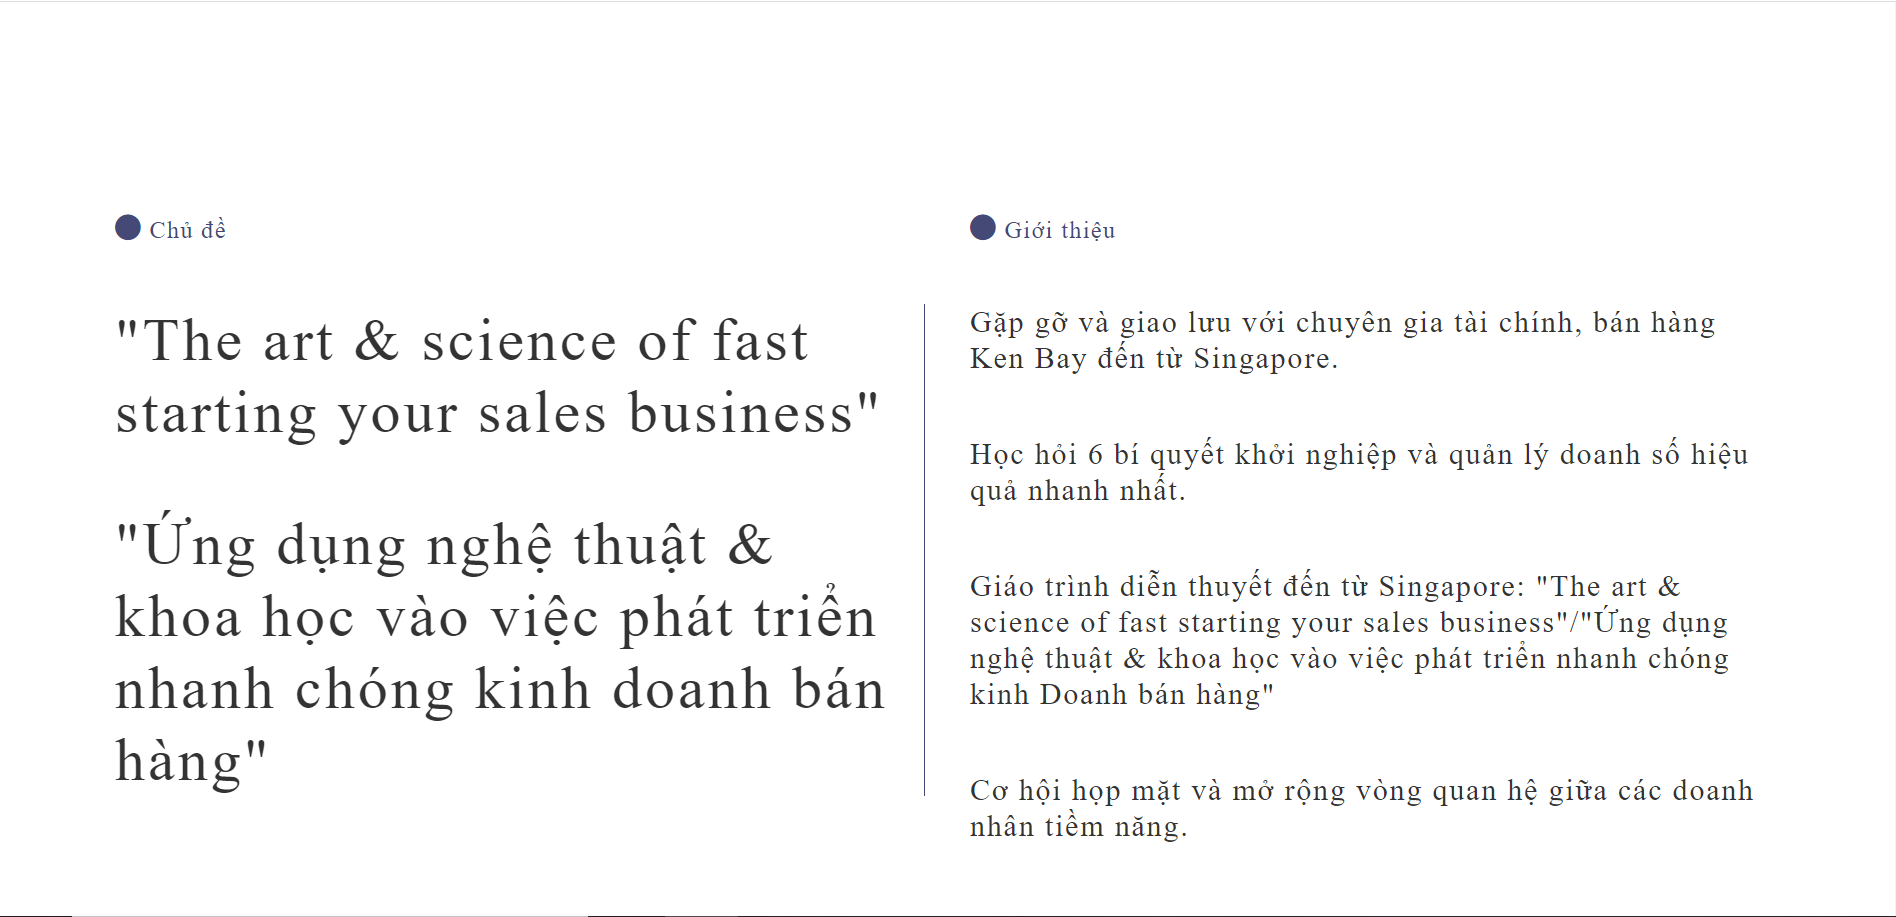 Chủ đề
"The art & science of fast
starting your sales business"
"Ứng dụng nghệ thuật &
khoa học vào việc phát triển
nhanh chóng kinh doanh bán
hàng"
Giới thiệu
Gặp gỡ và giao lưu với chuyên gia tài chính, bán hàng
Ken Bay đến từ Singapore.
Học hỏi 6 bí quyết khởi nghiệp và quản lý doanh số hiệu
quả nhanh nhất.
Giáo trình diễn thuyết đến từ Singapore: "The art &
science of fast starting your sales business"/"Ứng dụng
nghệ thuật & khoa học vào việc phát triển nhanh chóng
kinh Doanh bán hàng"
Cơ hội họp mặt và mở rộng vòng quan hệ giữa các doanh
nhân tiềm năng.